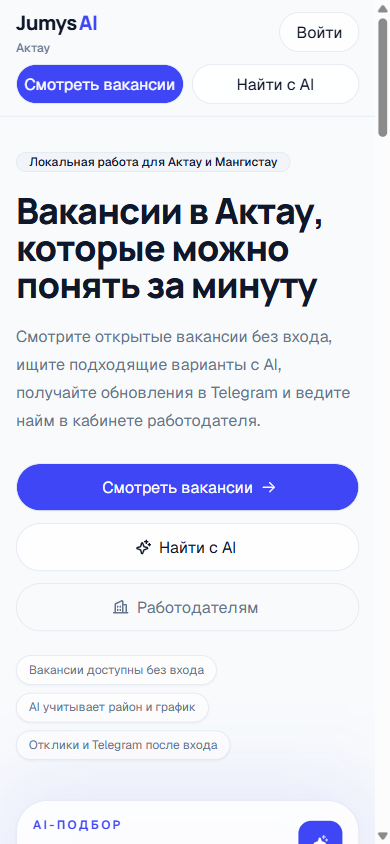 JumysAI
Актау
Войти
Смотреть вакансии
Найти с AI
Локальная работа для Актау и Мангистау
Вакансии в Актау,
которые можно
понять за минуту
Смотрите открытые вакансии без входа,
ищите подходящие варианты с AI,
получайте обновления в Telegram и ведите
найм в кабинете работодателя.
Смотреть вакансии →
Найти с AI
Работодателям
Вакансии доступны без входа
AI учитывает район и график
Отклики и Telegram после входа
AI-ПОДБОР